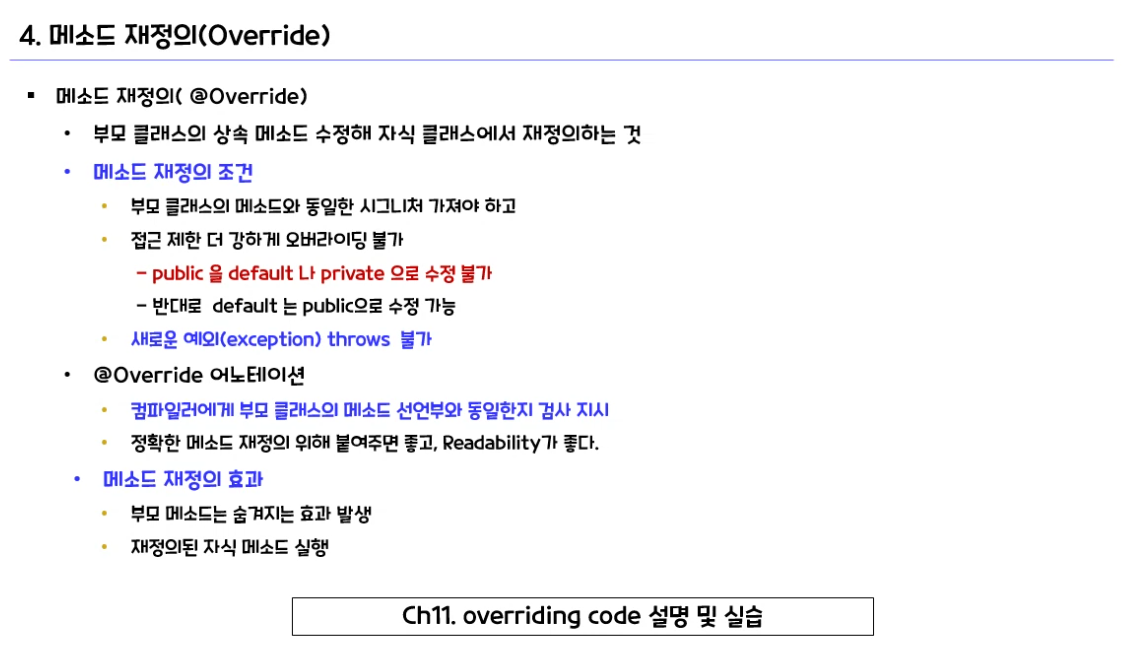 4. 메소드 재정의(Override)
▪ 메소드 재정의( @Override)
• 부모 클래스의 상속 메소드 수정해 자식 클래스에서 재정의하는 것
• 메소드 재정의 조건
• 부모 클래스의 메소드와 동일한 시그니처 가져야 하고
• 접근 제한 더 강하게 오버라이딩 불가
– public 을 default 나 private 으로 수정 불가
– 반대로 default 는 public으로 수정 가능
• 새로운 예외(exception) throws 불가
• @Override 어노테이션
• 컴파일러에게 부모 클래스의 메소드 선언부와 동일한지 검사 지시
• 정확한 메소드 재정의 위해 붙여주면 좋고, Readability가 좋다.
• 메소드 재정의 효과
• 부모 메소드는 숨겨지는 효과 발생
• 재정의된 자식 메소드 실행
Ch11. overriding code 설명 및 실습